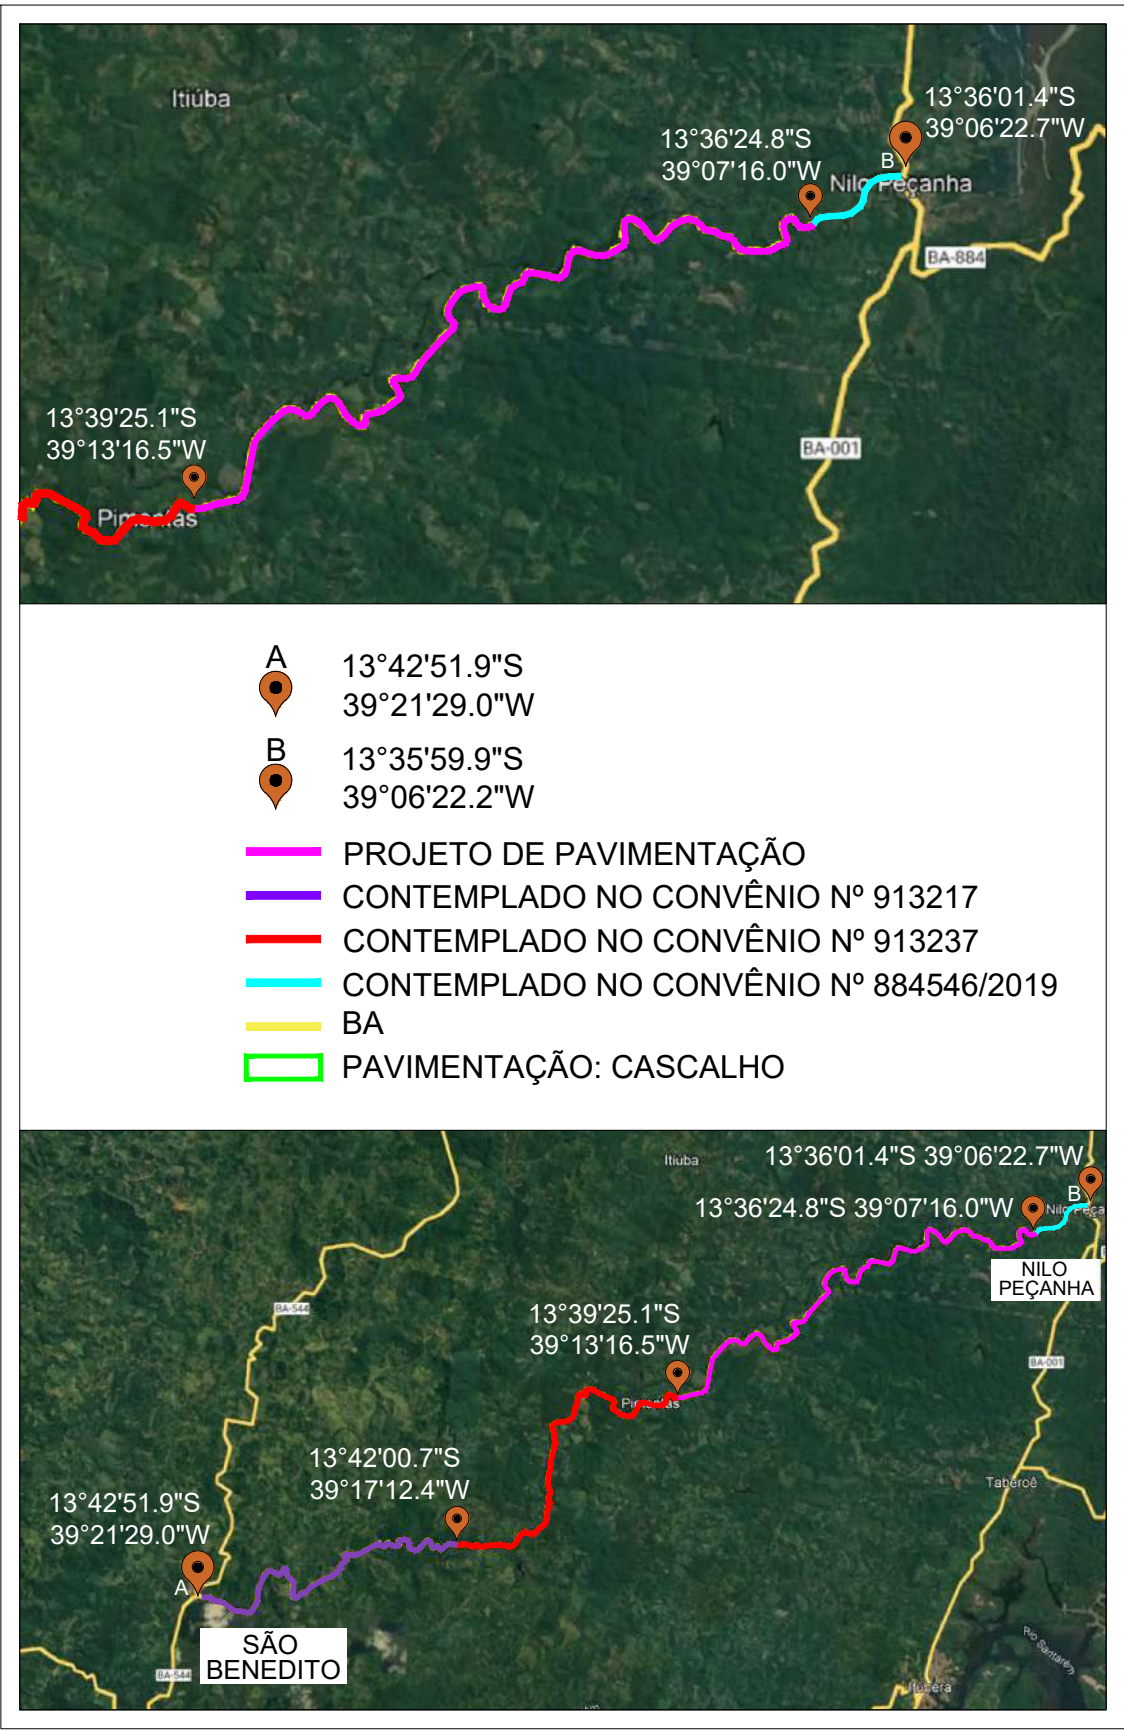 Itiúba
13°36'01.4"S
39°06'22.7"W
13°36'24.8"S
39°07'16.0"W
B
Nilo Peçanha
BA-884
BA-001
13°39'25.1"S
39°13'16.5"W
A
13°42'51.9"S
39°21'29.0"W
B
13°35'59.9"S
39°06'22.2"W
PROJETO DE PAVIMENTAÇÃO
CONTEMPLADO NO CONVÊNIO Nº 913217
CONTEMPLADO NO CONVÊNIO Nº 913237
CONTEMPLADO NO CONVÊNIO Nº 884546/2019
BA
PAVIMENTAÇÃO: CASCALHO
Itiúba
13°36'01.4"S 39°06'22.7"W
B
13°36'24.8"S 39°07'16.0"W
Nilo Peça
NILO
PEÇANHA
BA-544
13°39'25.1"S
39°13'16.5"W
BA-001
13°42'00.7"S
39°17'12.4"W
Taberoê
13°42'51.9"S
39°21'29.0"W
A
SÃO
BENEDITO
BA-544
Rio Santarém